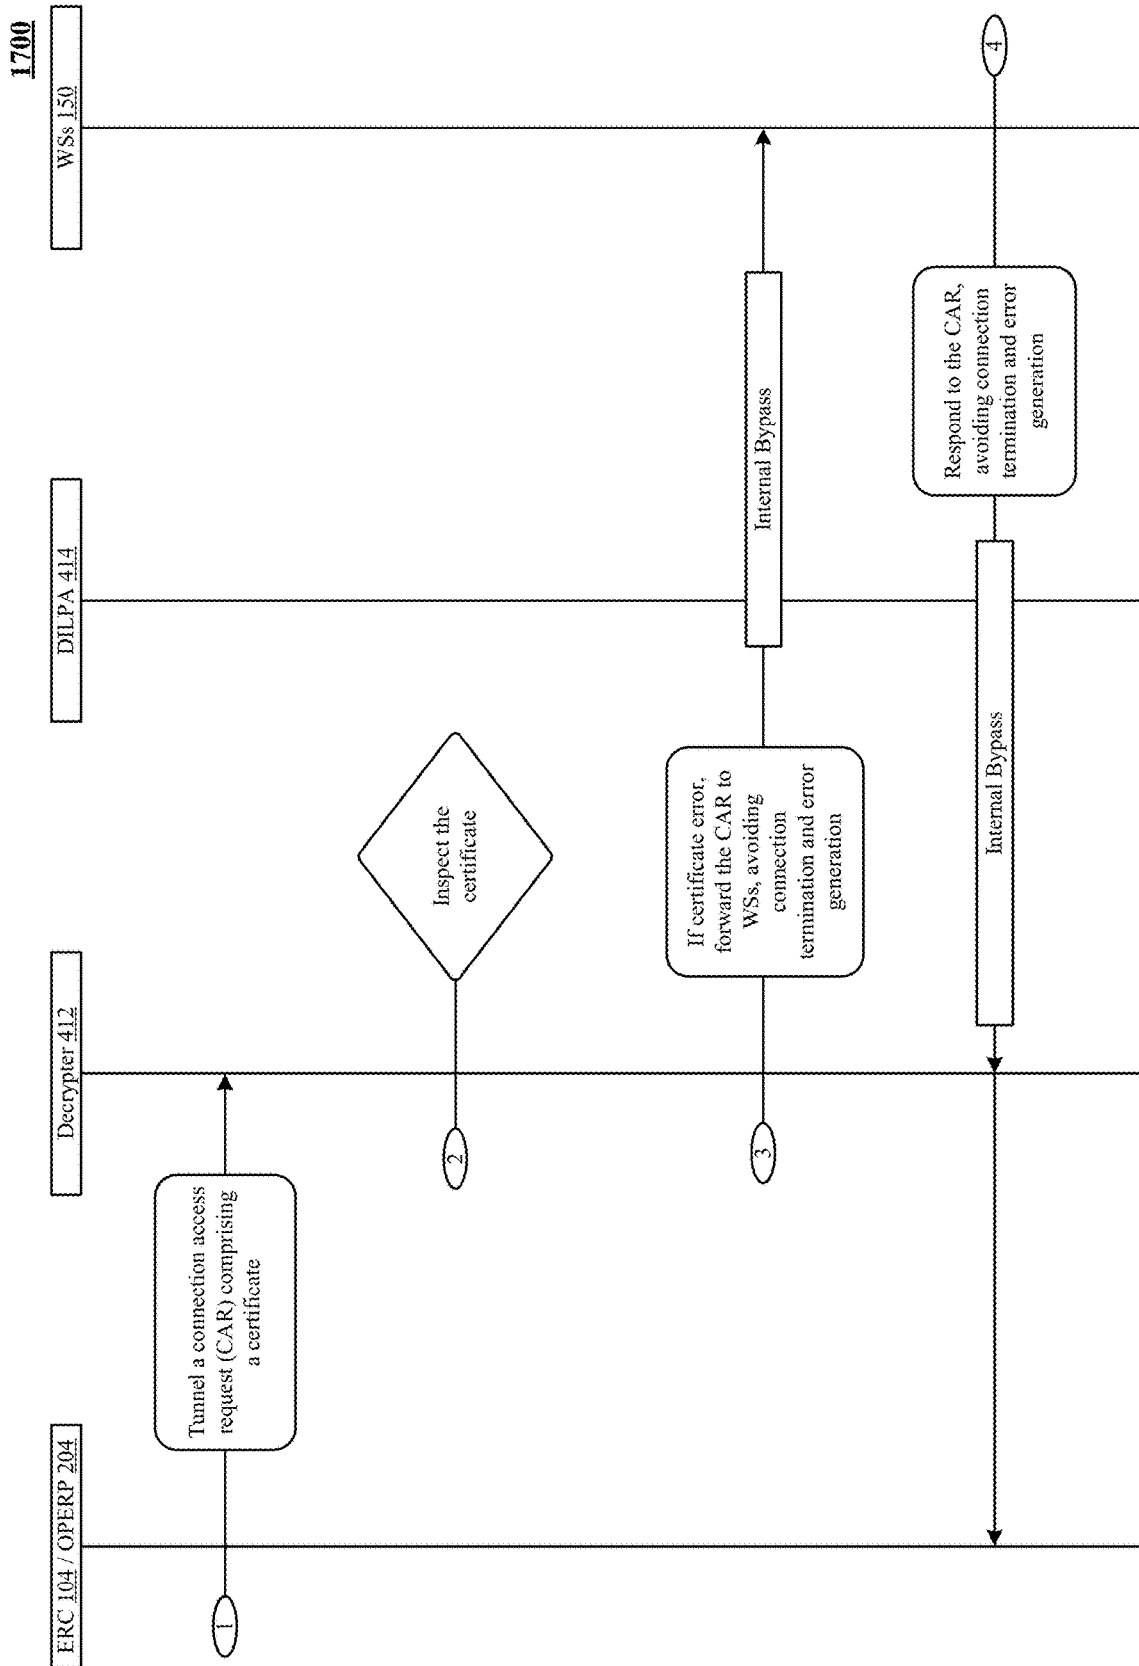 1700
ERC 104 / OPERP 204
Decrypter 412
DILPA 414
WSs 150
1
Tunnel a connection access
request (CAR) comprising
a certificate
2
Inspect the
certificate
3
If certificate error,
forward the CAR to
WSs, avoiding
connection
termination and error
generation
Internal Bypass
4
Respond to the CAR,
avoiding connection
termination and error
generation
Internal Bypass